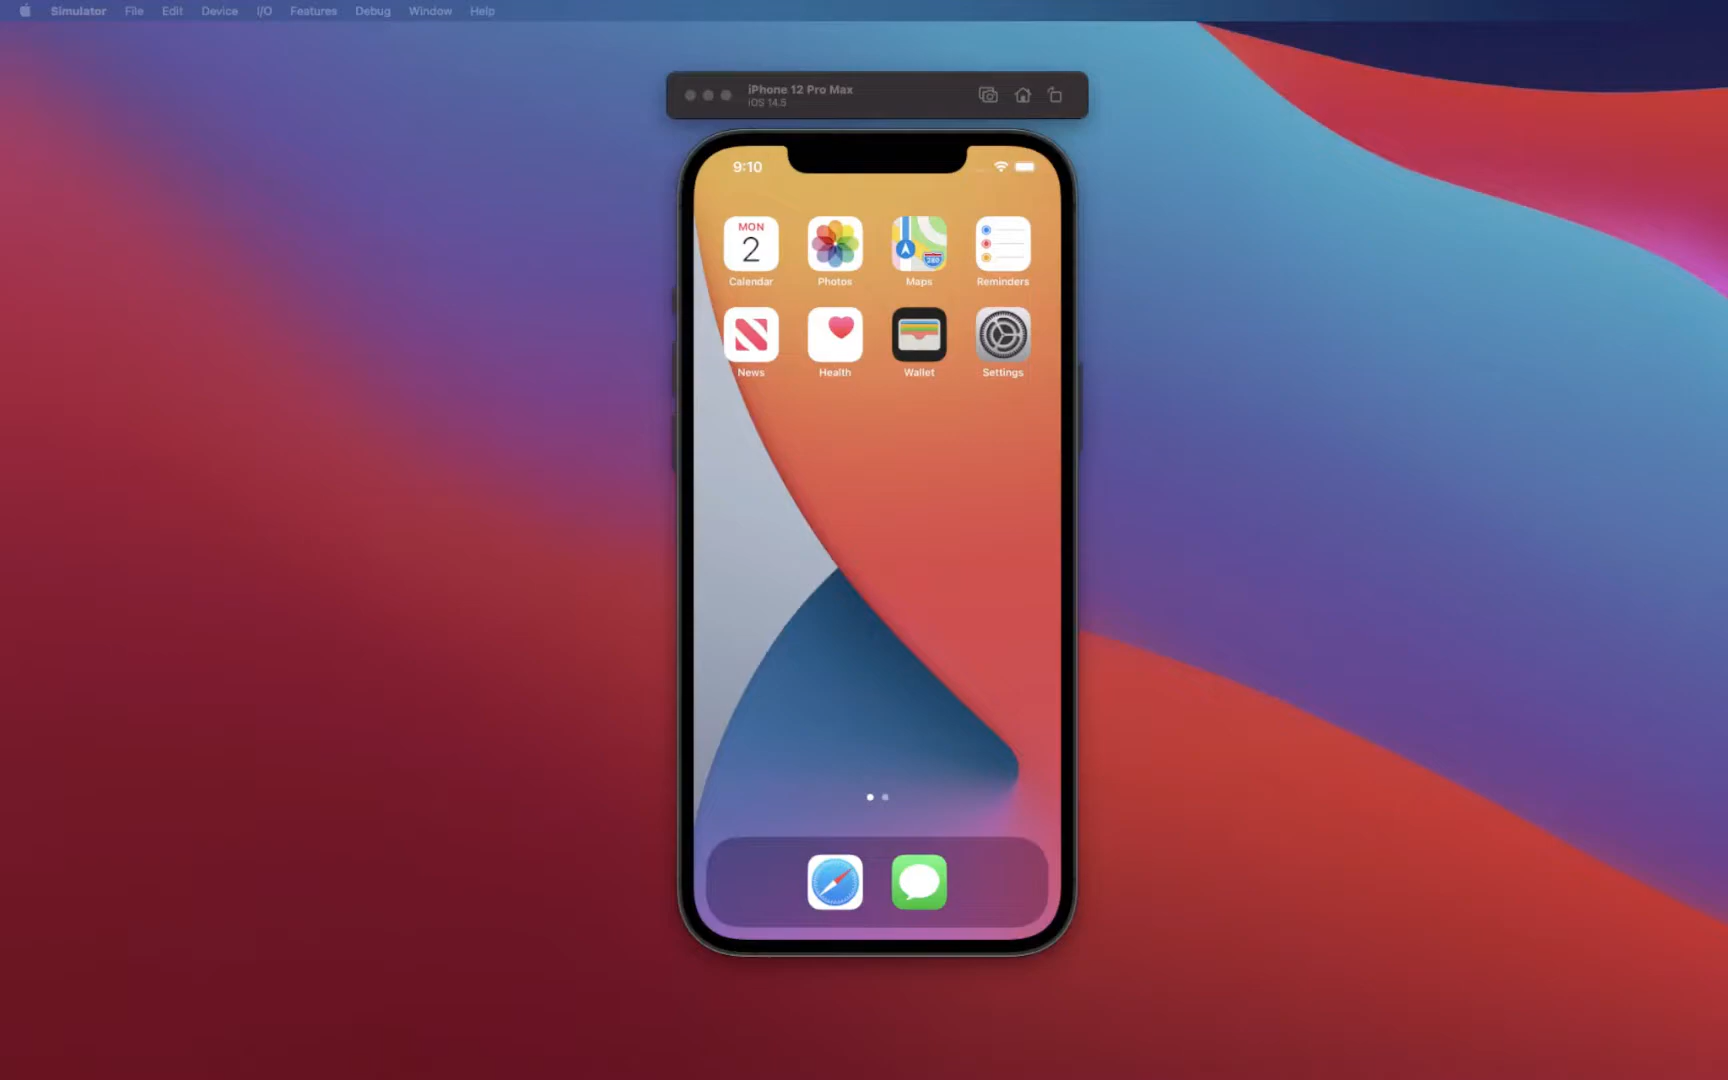 Simulator File Edit Device I/O Features Debug Window Help
iPhone 12 Pro Max
iOS 14.5
9:10
MON
2
280
Calendar Photos Maps Reminders
News Health Wallet Settings